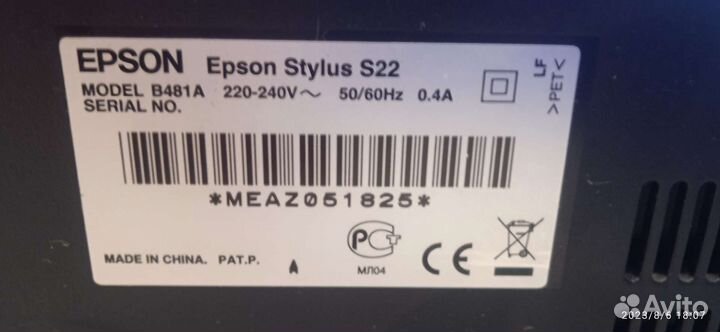 EPSON Epson Stylus S22
MODEL B481A 220-240V~ 50/60Hz 0.4A
SERIAL NO.
LF
>PET<
*MEAZ051825*
MADE IN CHINA. PAT.P. A
МЛ04
CE
Avito
2023/8/6 18:07